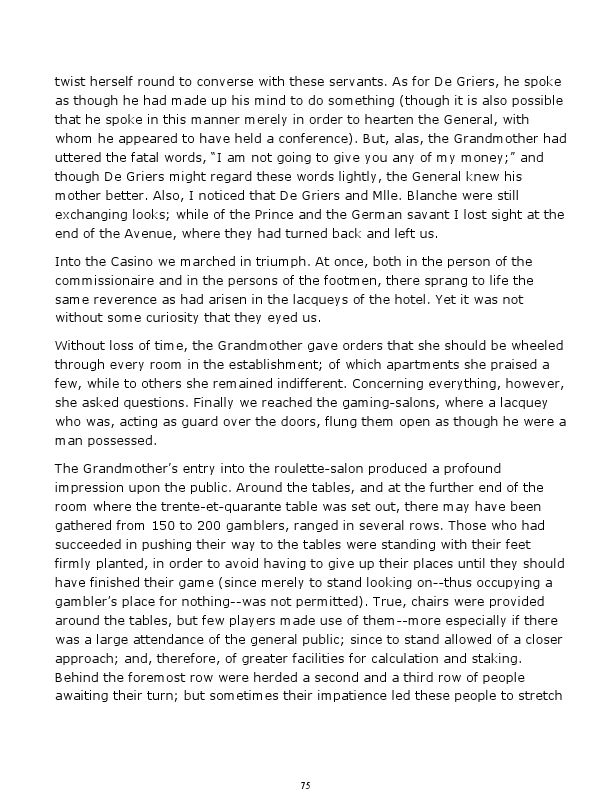 twist herself round to converse with these servants. As for De Griers, he spoke
as though he had made up his mind to do something (though it is also possible
that he spoke in this manner merely in order to hearten the General, with
whom he appeared to have held a conference). But, alas, the Grandmother had
uttered the fatal words, “I am not going to give you any of my money;” and
though De Griers might regard these words lightly, the General knew his
mother better. Also, I noticed that De Griers and Mlle. Blanche were still
exchanging looks; while of the Prince and the German savant I lost sight at the
end of the Avenue, where they had turned back and left us.
Into the Casino we marched in triumph. At once, both in the person of the
commissionaire and in the persons of the footmen, there sprang to life the
same reverence as had arisen in the lacqueys of the hotel. Yet it was not
without some curiosity that they eyed us.
Without loss of time, the Grandmother gave orders that she should be wheeled
through every room in the establishment; of which apartments she praised a
few, while to others she remained indifferent. Concerning everything, however,
she asked questions. Finally we reached the gaming-salons, where a lacquey
who was, acting as guard over the doors, flung them open as though he were a
man possessed.
The Grandmother’s entry into the roulette-salon produced a profound
impression upon the public. Around the tables, and at the further end of the
room where the trente-et-quarante table was set out, there may have been
gathered from 150 to 200 gamblers, ranged in several rows. Those who had
succeeded in pushing their way to the tables were standing with their feet
firmly planted, in order to avoid having to give up their places until they should
have finished their game (since merely to stand looking on--thus occupying a
gambler’s place for nothing--was not permitted). True, chairs were provided
around the tables, but few players made use of them--more especially if there
was a large attendance of the general public; since to stand allowed of a closer
approach; and, therefore, of greater facilities for calculation and staking.
Behind the foremost row were herded a second and a third row of people
awaiting their turn; but sometimes their impatience led these people to stretch
75